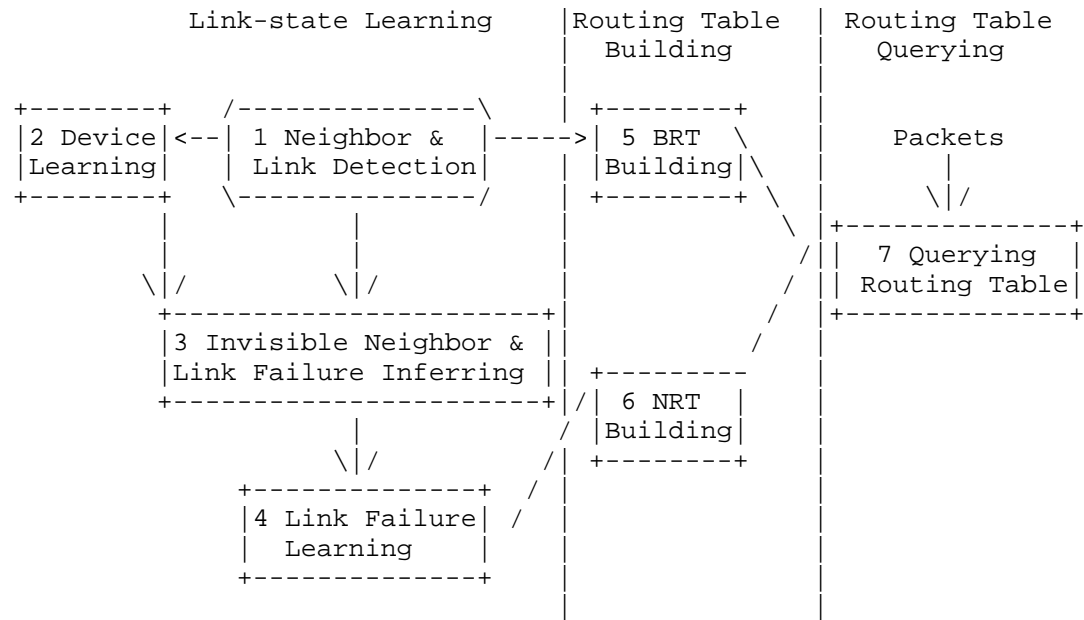 Link-state Learning
Routing Table
Building
Routing Table
Querying
2 Device
Learning
1 Neighbor &
Link Detection
5 BRT
Building
Packets
7 Querying
Routing Table
3 Invisible Neighbor &
Link Failure Inferring
6 NRT
Building
4 Link Failure
Learning